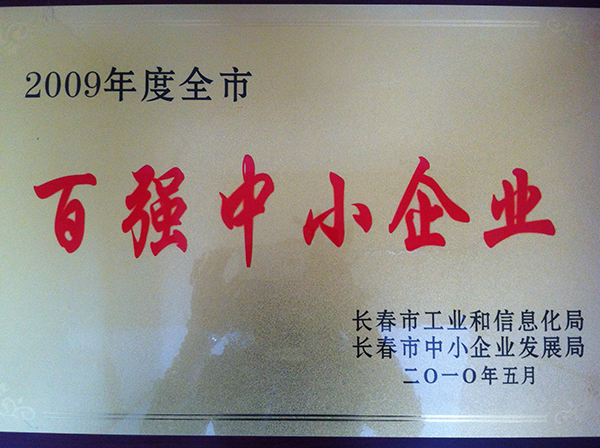 2009年度全市
百强中小企业
长春市工业和信息化局
长春市中小企业发展局
二〇一〇年五月